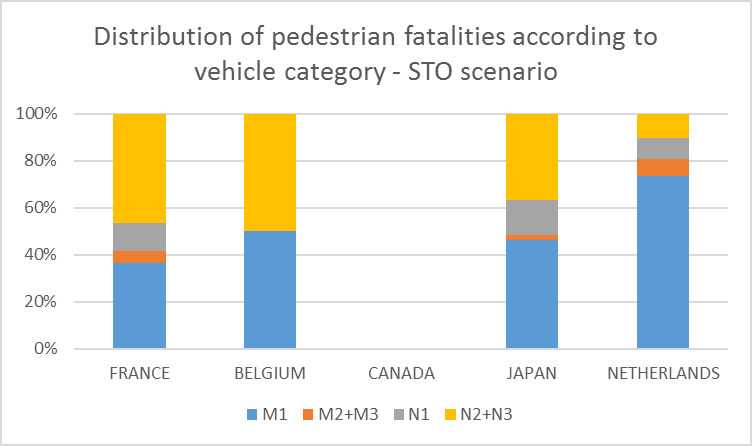 Distribution of pedestrian fatalities according to
vehicle category - STO scenario
100%
80%
60%
40%
20%
0%
FRANCE BELGIUM CANADA JAPAN NETHERLANDS
M1 M2+M3 N1 N2+N3